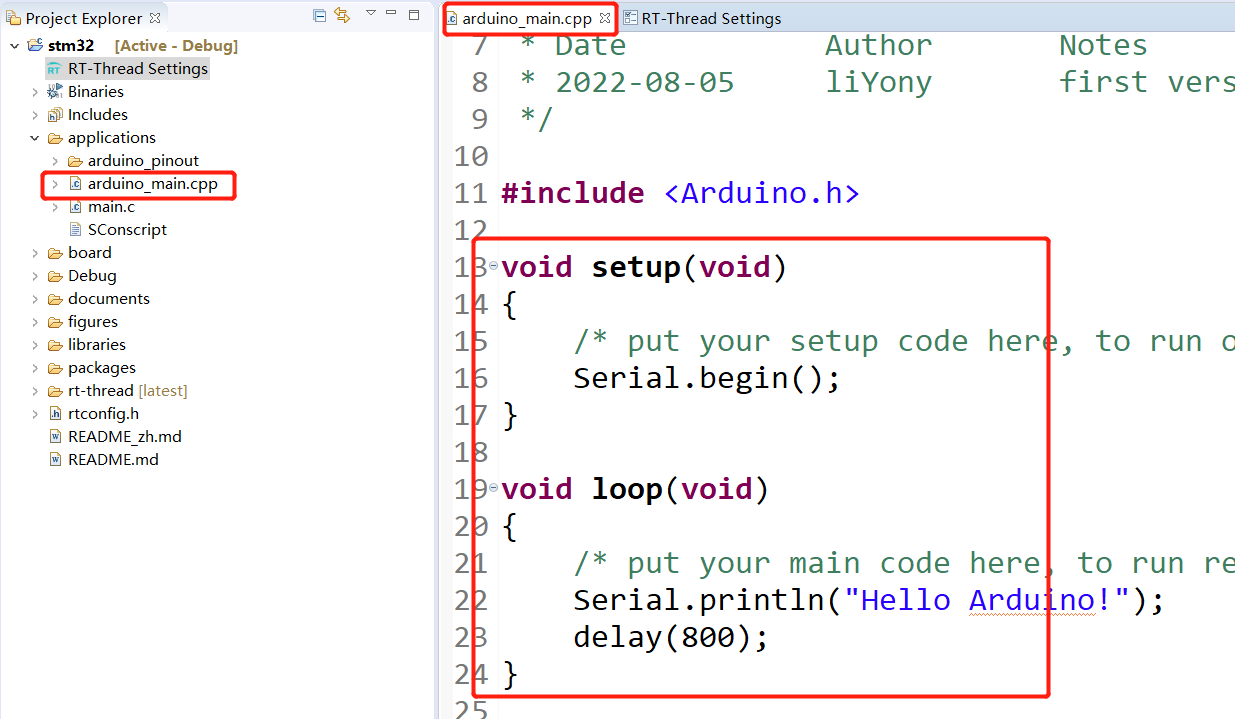 Project Explorer
stm32 [Active - Debug]
RT-Thread Settings
Binaries
Includes
applications
arduino_pinout
arduino_main.cpp
main.c
SConscript
board
Debug
documents
figures
libraries
packages
rt-thread [latest]
rtconfig.h
README_zh.md
README.md
arduino_main.cpp RT-Thread Settings
7 * Date Author Notes
8 * 2022-08-05 liYony first vers
9 */
10
11 #include <Arduino.h>
12
13 void setup(void)
14 {
15 /* put your setup code here, to run o
16 Serial.begin();
17 }
18
19 void loop(void)
20 {
21 /* put your main code here, to run re
22 Serial.println("Hello Arduino!");
23 delay(800);
24 }
25